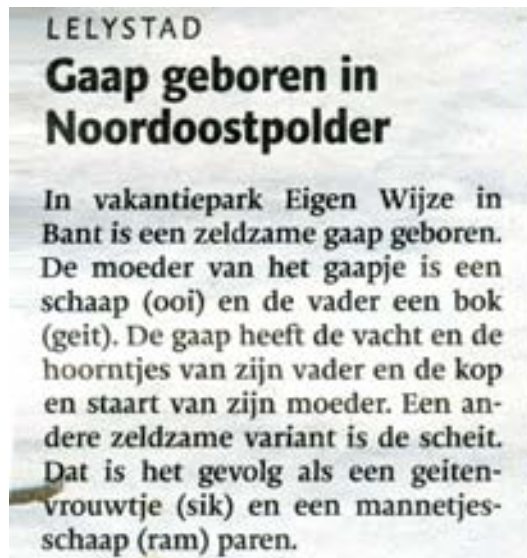 LELYSTAD
Gaap geboren in
Noordoostpolder
In vakantiepark Eigen Wijze in
Bant is een zeldzame gaap geboren.
De moeder van het gaapje is een
schaap (ooi) en de vader een bok
(geit). De gaap heeft de vacht en de
hoorntjes van zijn vader en de kop
en staart van zijn moeder. Een an-
dere zeldzame variant is de scheit.
Dat is het gevolg als een geiten-
vrouwtje (sik) en een mannetjes-
schaap (ram) paren.